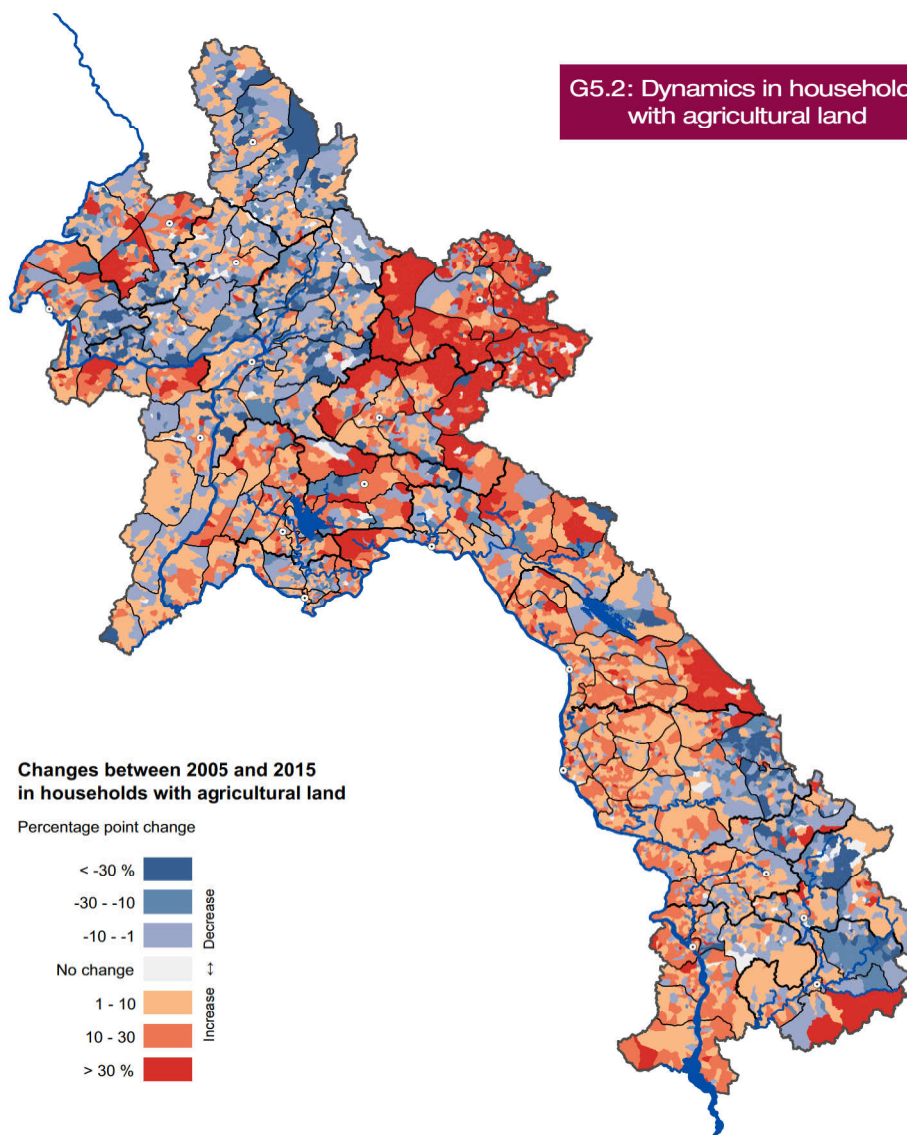 G5.2: Dynamics in household
with agricultural land
Changes between 2005 and 2015
in households with agricultural land
Percentage point change
< -30 %
-30 - -10
-10 - -1
No change
1 - 10
10 - 30
> 30 %
Decrease
↔
Increase